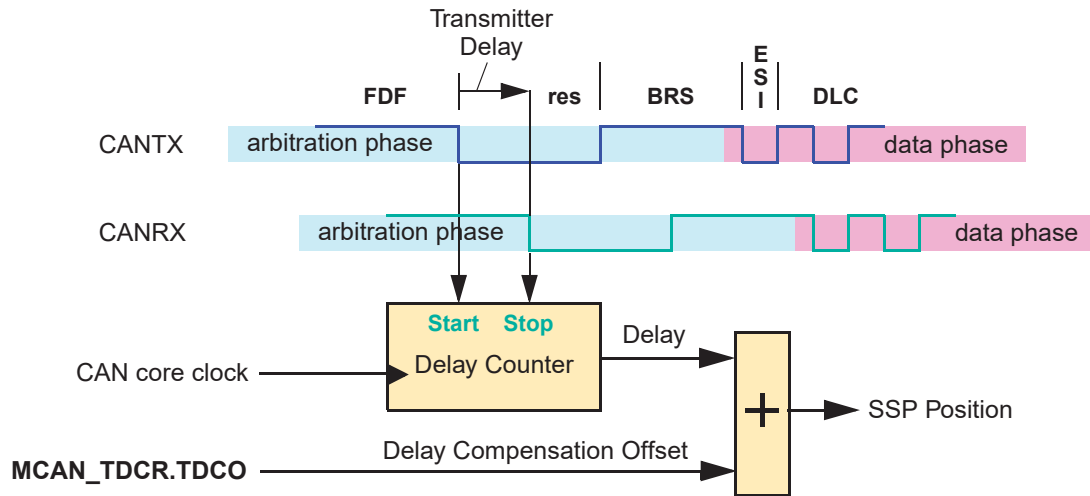 Transmitter
Delay
E
S
I
FDF
res
BRS
DLC
CANTX
arbitration phase
data phase
CANRX
arbitration phase
data phase
Start Stop
Delay Counter
Delay
CAN core clock
+
SSP Position
Delay Compensation Offset
MCAN_TDCR.TDCO